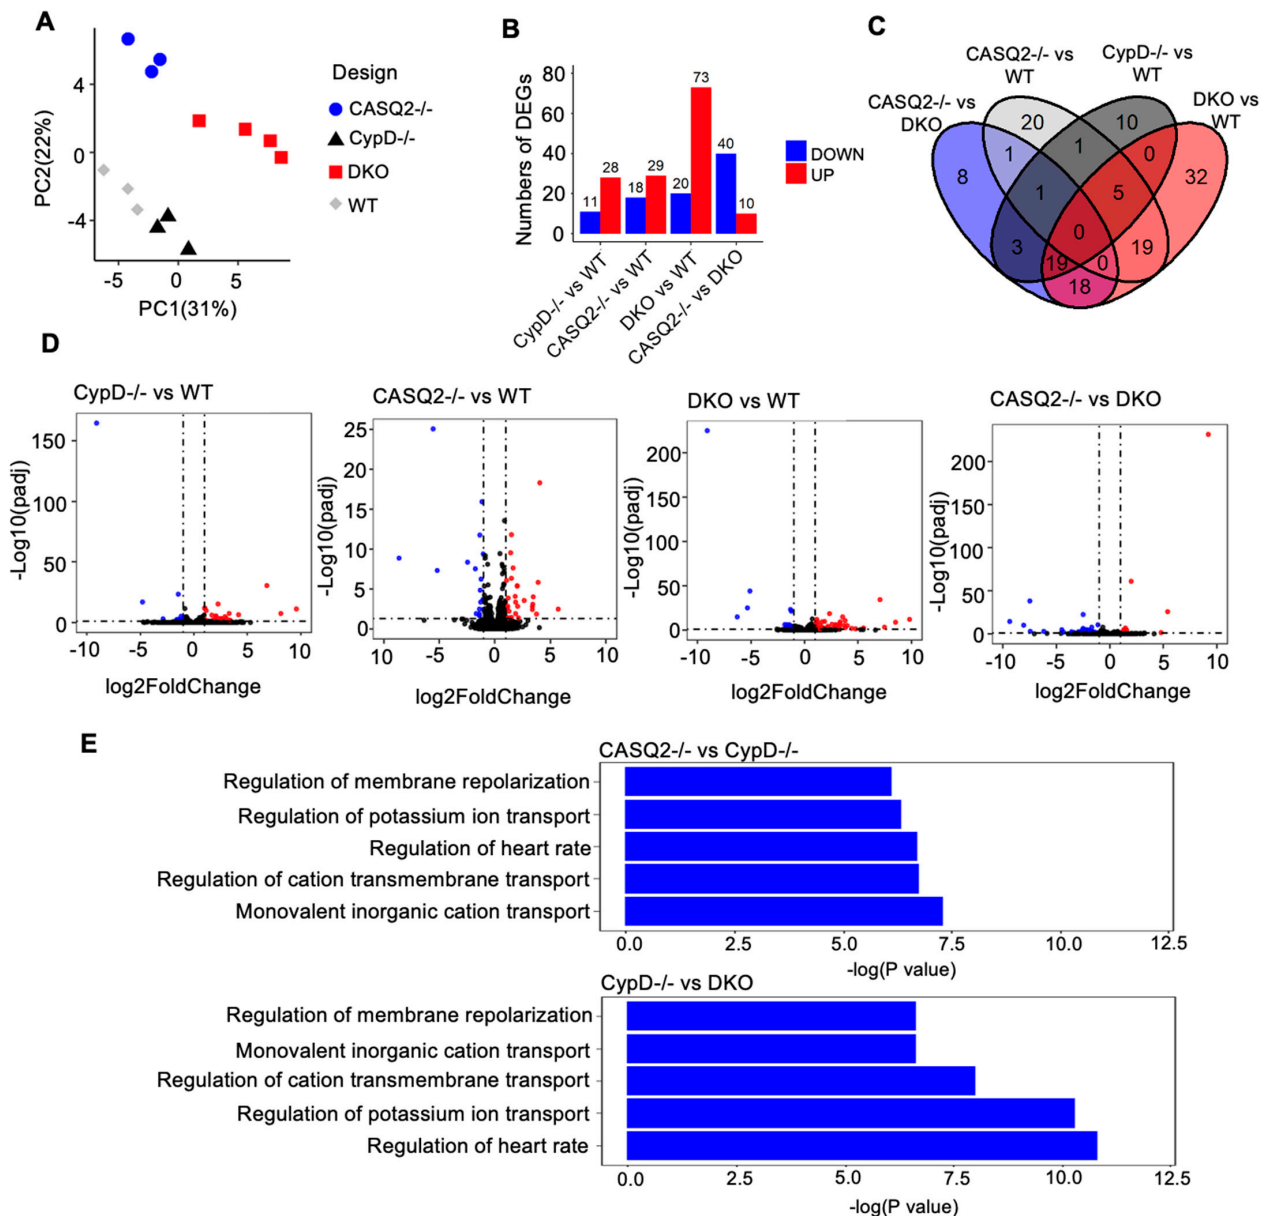 A
4
0
-4
PC2(22%)
-5
0
5
PC1(31%)
Design
CASQ2-/-
CypD-/-
DKO
WT
B
Numbers of DEGs
80
60
40
20
0
11
28
18
29
20
73
40
10
DOWN
UP
CypD-/- vs WT
CASQ2-/- vs WT
DKO vs WT
CASQ2-/- vs DKO
C
CASQ2-/- vs
WT
CypD-/- vs
WT
CASQ2-/- vs
DKO
DKO vs
WT
20
10
1
1
0
8
1
5
32
0
3
19
0
19
18
D
CypD-/- vs WT
-Log10(padj)
150
100
50
0
-10
-5
0
5
10
log2FoldChange
CASQ2-/- vs WT
-Log10(padj)
25
20
15
10
5
0
10
-5
0
5
10
log2FoldChange
DKO vs WT
-Log10(padj)
200
150
100
50
0
-10
-5
0
5
10
log2FoldChange
CASQ2-/- vs DKO
-Log10(padj)
200
150
100
50
0
-10
-5
0
5
10
log2FoldChange
E
CASQ2-/- vs CypD-/-
Regulation of membrane repolarization
Regulation of potassium ion transport
Regulation of heart rate
Regulation of cation transmembrane transport
Monovalent inorganic cation transport
0.0
2.5
5.0
7.5
10.0
12.5
-log(P value)
CypD-/- vs DKO
Regulation of membrane repolarization
Monovalent inorganic cation transport
Regulation of cation transmembrane transport
Regulation of potassium ion transport
Regulation of heart rate
0.0
2.5
5.0
7.5
10.0
12.5
-log(P value)